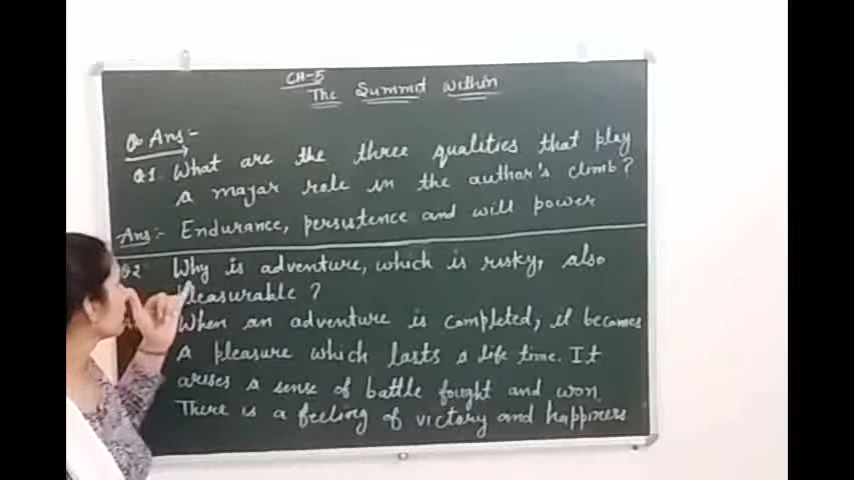 CH-5
The Summit Within
Q Ans:-
Q1. What are the three qualities that play
a major role in the author's climb?
Ans:- Endurance, persistence and will power
Q2 Why is adventure, which is risky, also
pleasurable ?
When an adventure is completed, it becomes
a pleasure which lasts a life time. It
arises a sense of battle fought and won.
There is a feeling of victory and happiness